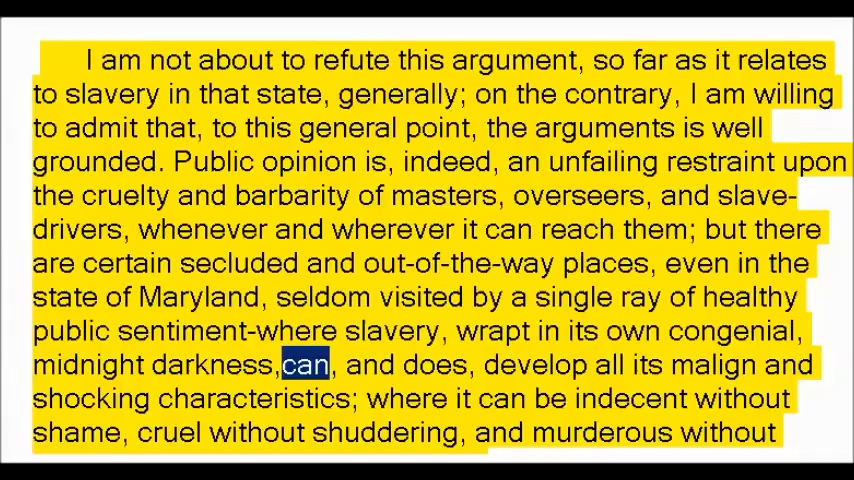 I am not about to refute this argument, so far as it relates
to slavery in that state, generally; on the contrary, I am willing
to admit that, to this general point, the arguments is well
grounded. Public opinion is, indeed, an unfailing restraint upon
the cruelty and barbarity of masters, overseers, and slave-
drivers, whenever and wherever it can reach them; but there
are certain secluded and out-of-the-way places, even in the
state of Maryland, seldom visited by a single ray of healthy
public sentiment-where slavery, wrapt in its own congenial,
midnight darkness,can, and does, develop all its malign and
shocking characteristics; where it can be indecent without
shame, cruel without shuddering, and murderous without